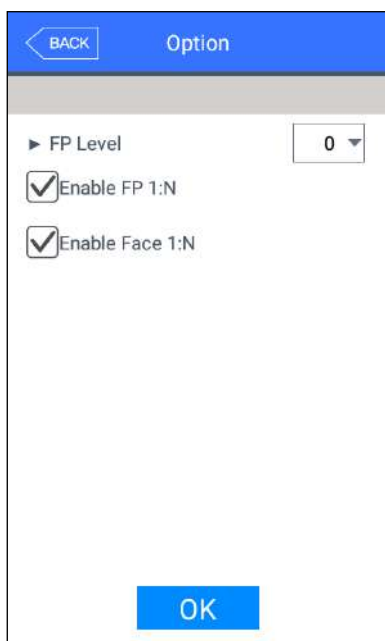 BACK Option
► FP Level 0
Enable FP 1:N
Enable Face 1:N
OK